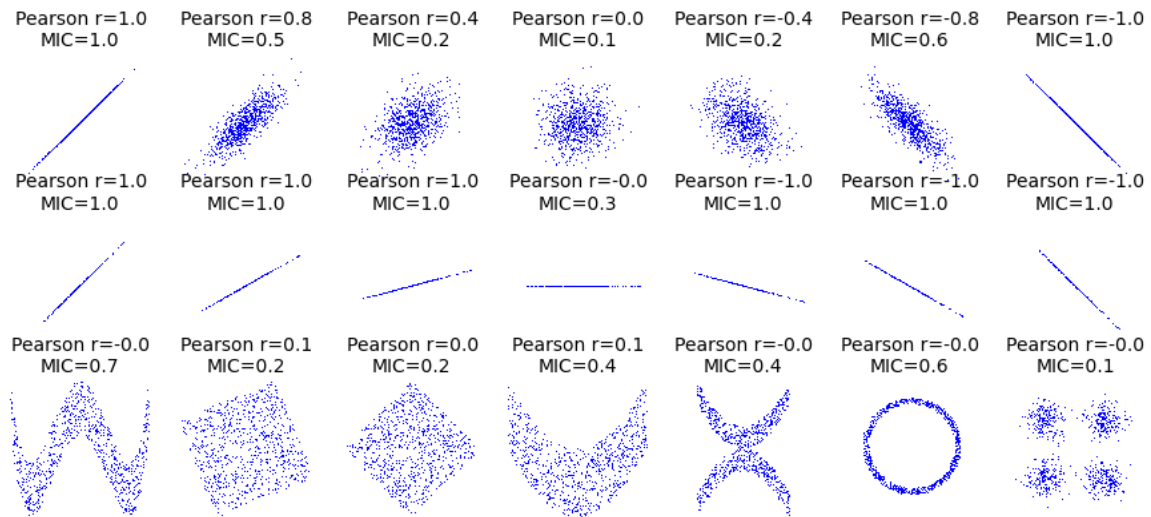 Pearson r=1.0 Pearson r=0.8 Pearson r=0.4 Pearson r=0.0 Pearson r=-0.4 Pearson r=-0.8 Pearson r=-1.0
MIC=1.0 MIC=0.5 MIC=0.2 MIC=0.1 MIC=0.2 MIC=0.6 MIC=1.0
Pearson r=1.0 Pearson r=1.0 Pearson r=1.0 Pearson r=-0.0 Pearson r=-1.0 Pearson r=-1.0 Pearson r=-1.0
MIC=1.0 MIC=1.0 MIC=1.0 MIC=0.3 MIC=1.0 MIC=1.0 MIC=1.0
Pearson r=-0.0 Pearson r=0.1 Pearson r=0.0 Pearson r=0.1 Pearson r=-0.0 Pearson r=-0.0 Pearson r=-0.0
MIC=0.7 MIC=0.2 MIC=0.2 MIC=0.4 MIC=0.4 MIC=0.6 MIC=0.1